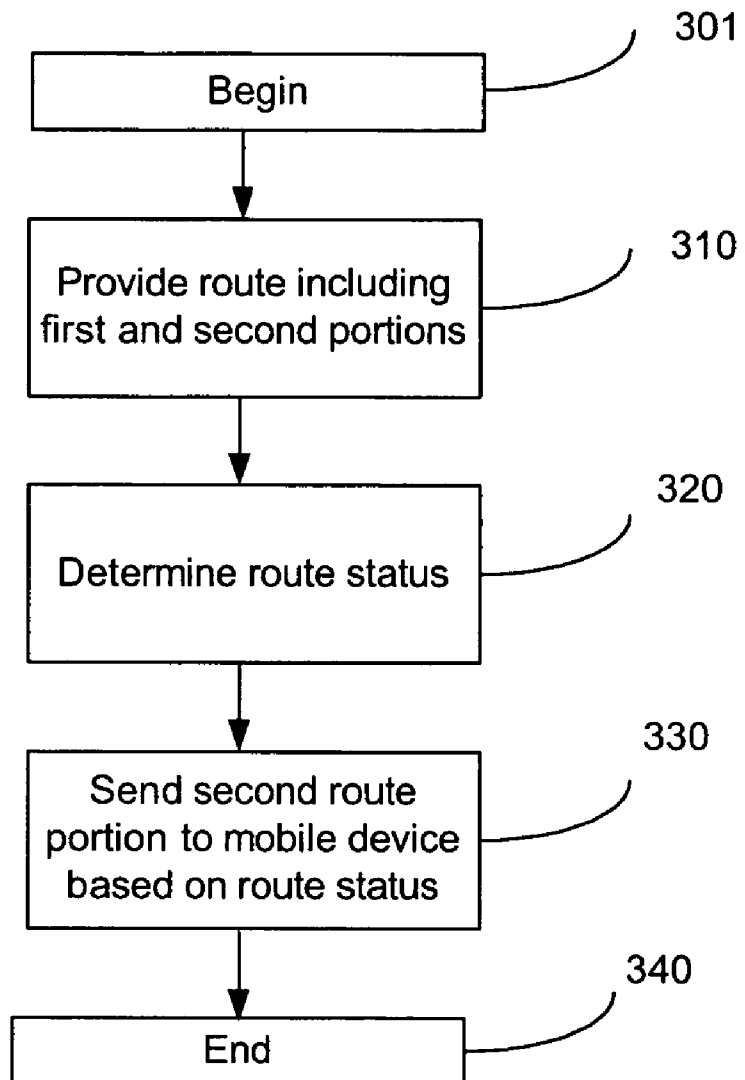 301
Begin
310
Provide route including
first and second portions
320
Determine route status
330
Send second route
portion to mobile device
based on route status
340
End